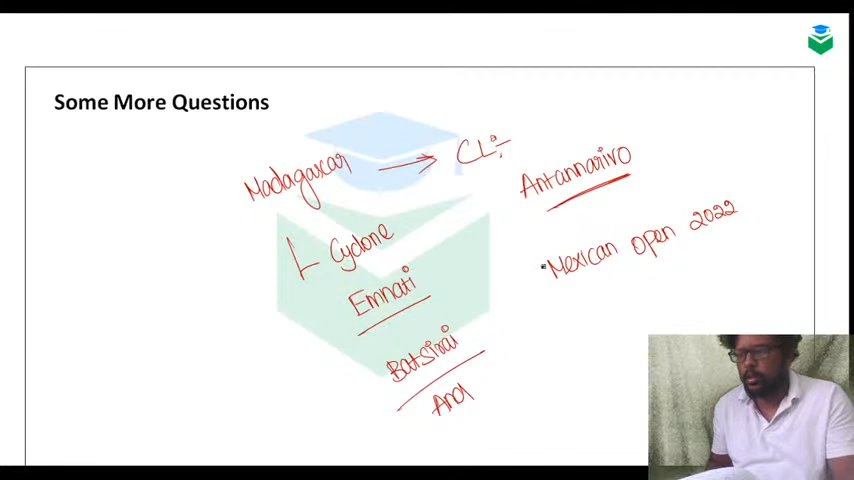 Some More Questions
Madagascar → CL:-
Antannarivo
Cyclone
Emnati
Mexican open 2022
Batsirai
And